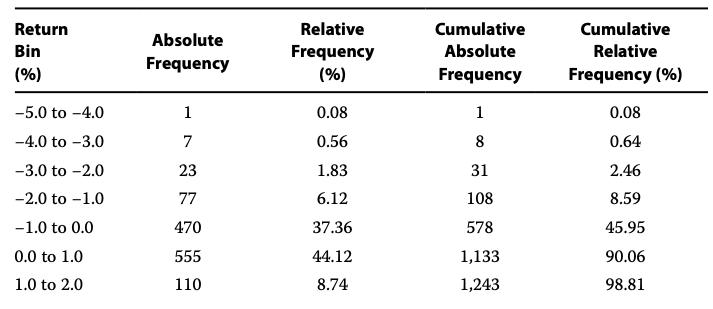 Return Bin (%) Absolute Frequency Relative Frequency (%) Cumulative Absolute Frequency Cumulative Relative Frequency (%)
−5.0 to −4.0 1 0.08 1 0.08
−4.0 to −3.0 7 0.56 8 0.64
−3.0 to −2.0 23 1.83 31 2.46
−2.0 to −1.0 77 6.12 108 8.59
−1.0 to 0.0 470 37.36 578 45.95
0.0 to 1.0 555 44.12 1,133 90.06
1.0 to 2.0 110 8.74 1,243 98.81